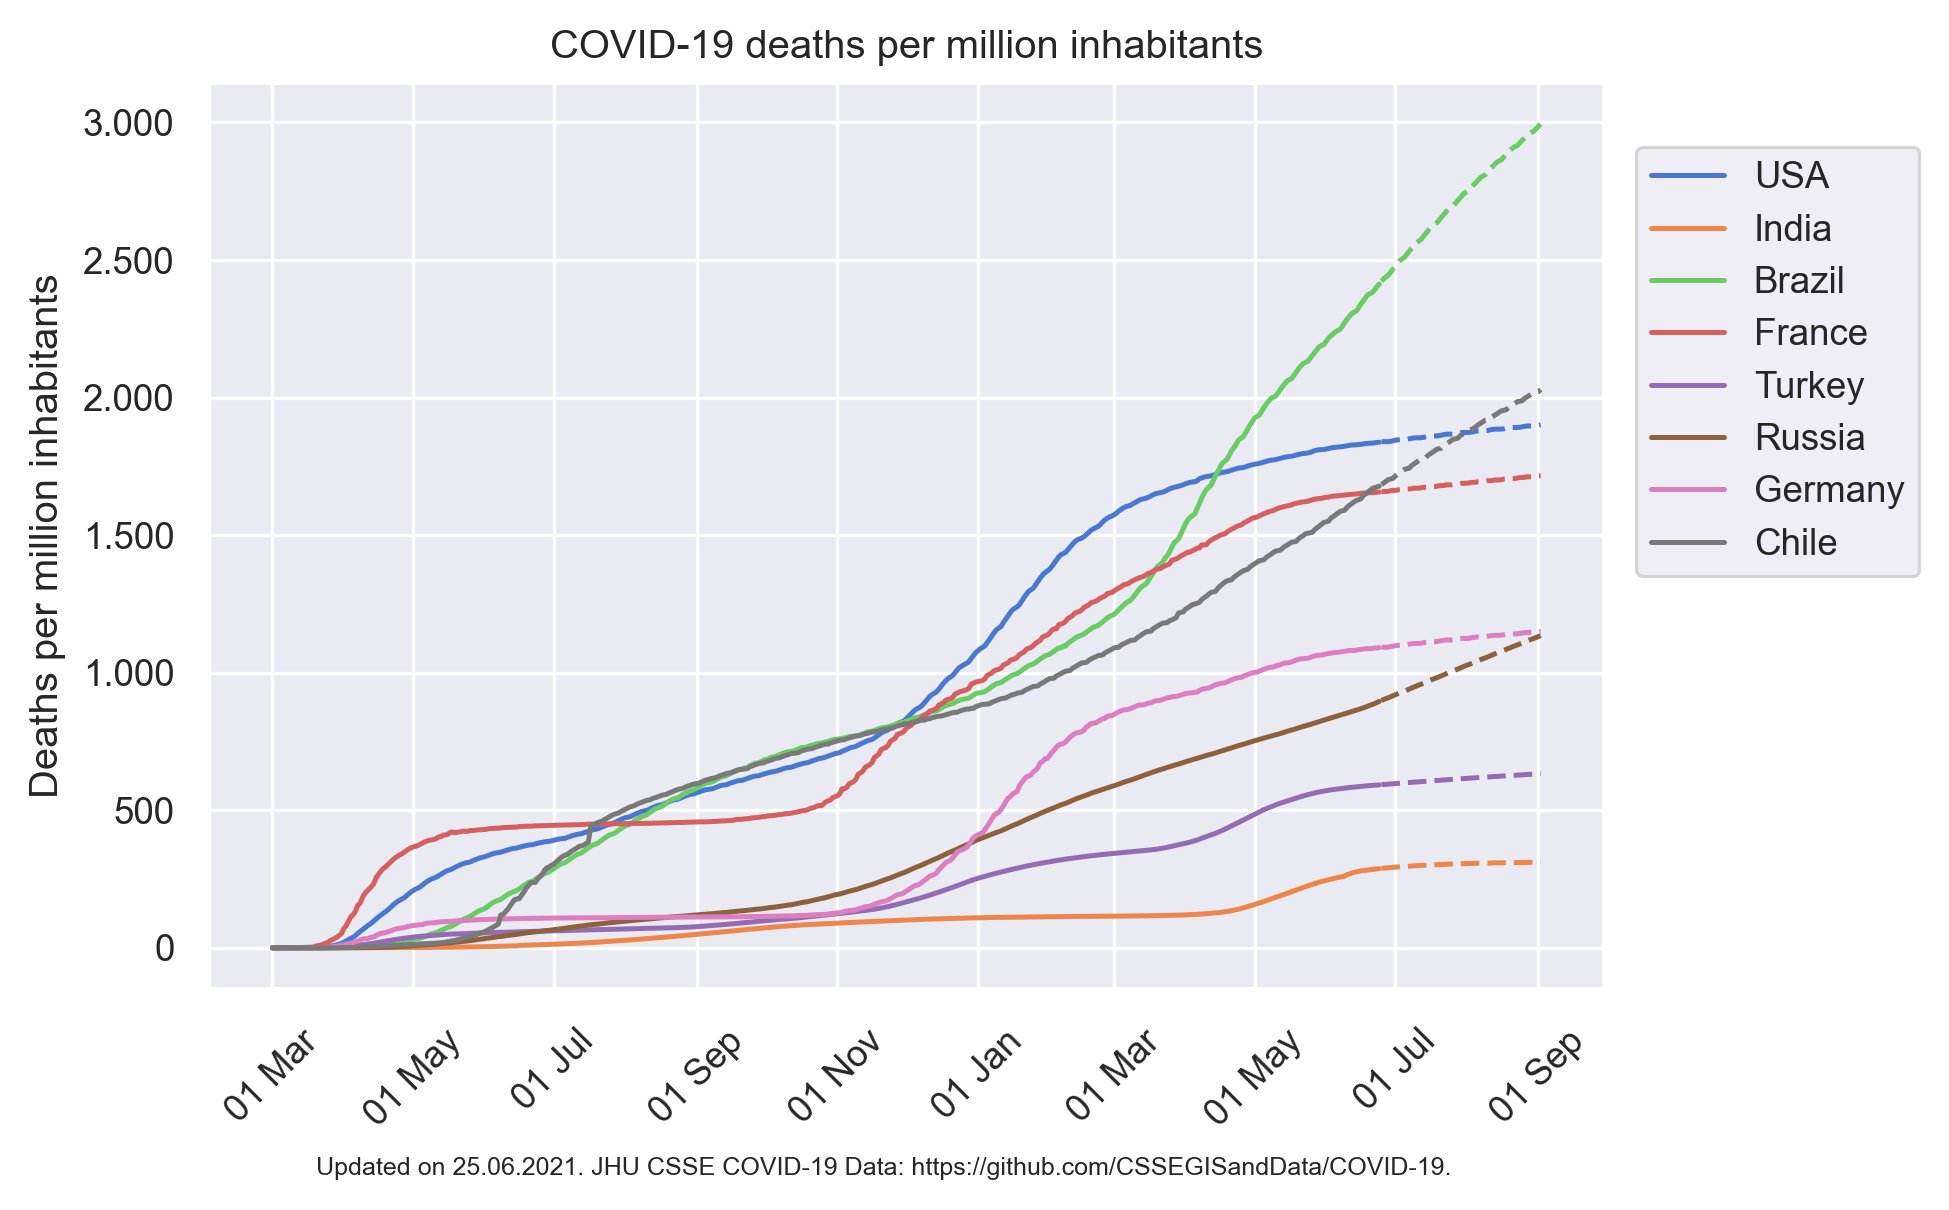 COVID-19 deaths per million inhabitants
Deaths per million inhabitants
3.000
2.500
2.000
1.500
1.000
500
0
01 Mar
01 May
01 Jul
01 Sep
01 Nov
01 Jan
01 Mar
01 May
01 Jul
01 Sep
USA
India
Brazil
France
Turkey
Russia
Germany
Chile
Updated on 25.06.2021. JHU CSSE COVID-19 Data: https://github.com/CSSEGISandData/COVID-19.